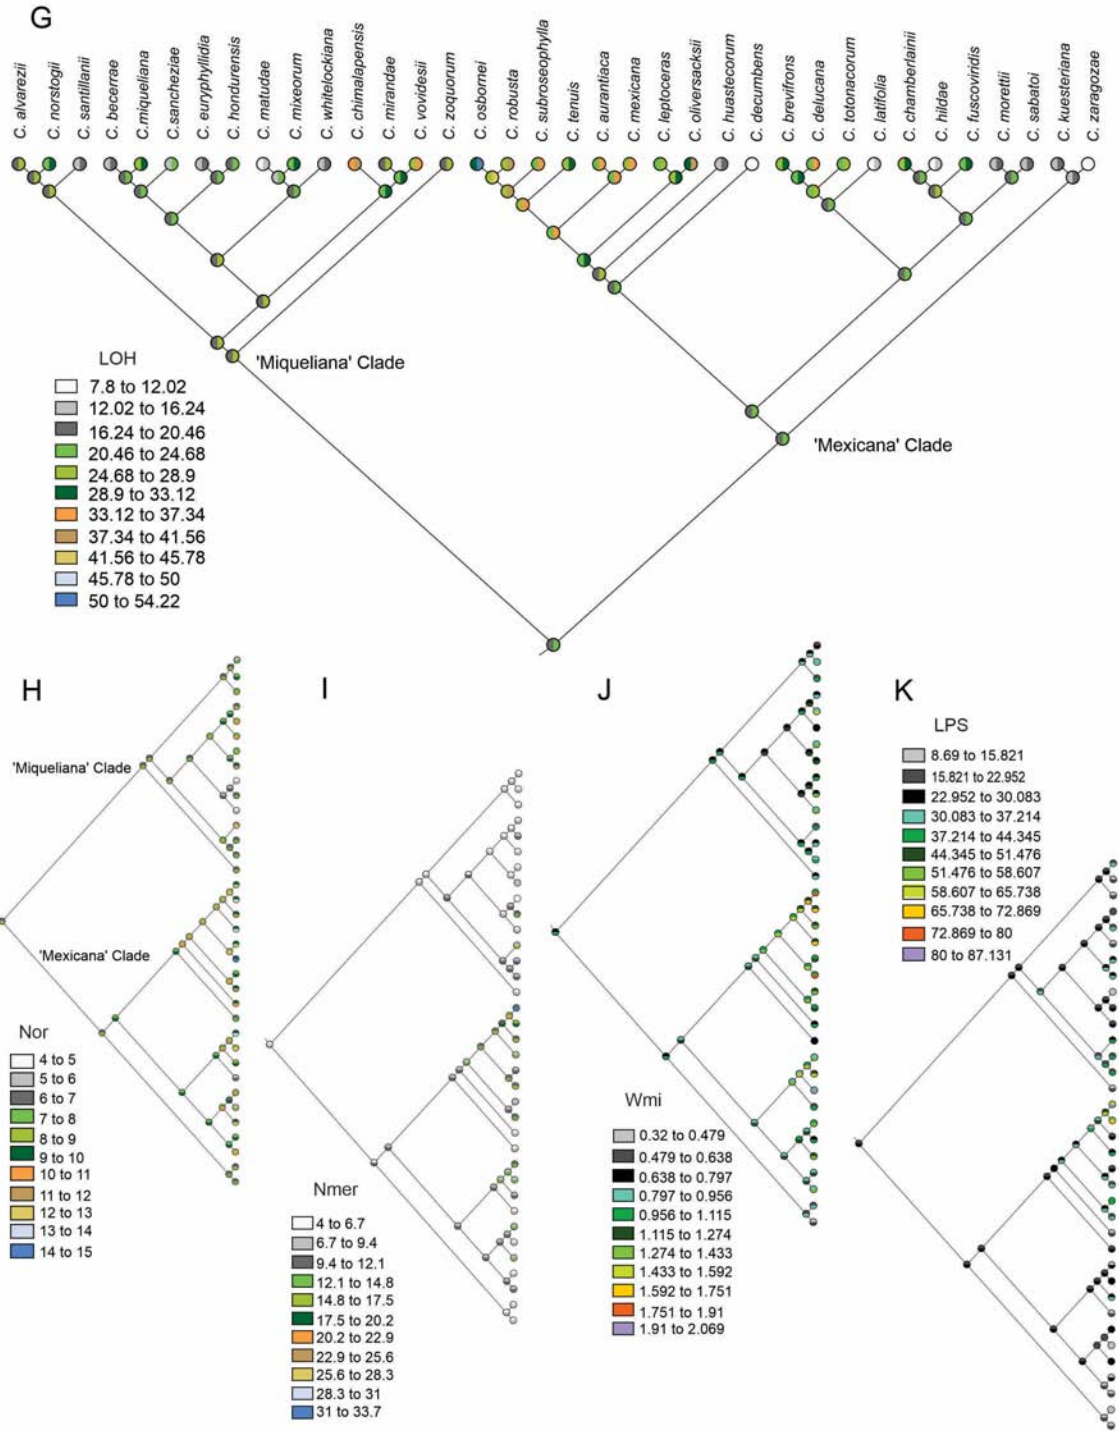 G
C. alvarezii
C. norstogii
C. santillanii
C. becerrae
C.miqueliana
C.sancheziae
C. euryphyllidia
C. hondurensis
C. matudae
C. mixeorum
C. whitelockiana
C. chimalapensis
C. mirandae
C. vovidesii
C. zoquorum
C. osbornei
C. robusta
C. subroseophylla
C. tenuis
C. aurantiaca
C. mexicana
C. leptoceras
C. oliversacksii
C. huastecorum
C. decumbens
C. brevifrons
C. delucana
C. totonacorum
C. latifolia
C. chamberlainii
C. hildae
C. fuscoviridis
C. morettii
C. sabatoi
C. kuesteriana
C. zaragozae
'Miqueliana' Clade
'Mexicana' Clade
LOH
7.8 to 12.02
12.02 to 16.24
16.24 to 20.46
20.46 to 24.68
24.68 to 28.9
28.9 to 33.12
33.12 to 37.34
37.34 to 41.56
41.56 to 45.78
45.78 to 50
50 to 54.22
H
'Miqueliana' Clade
'Mexicana' Clade
Nor
4 to 5
5 to 6
6 to 7
7 to 8
8 to 9
9 to 10
10 to 11
11 to 12
12 to 13
13 to 14
14 to 15
I
Nmer
4 to 6.7
6.7 to 9.4
9.4 to 12.1
12.1 to 14.8
14.8 to 17.5
17.5 to 20.2
20.2 to 22.9
22.9 to 25.6
25.6 to 28.3
28.3 to 31
31 to 33.7
J
Wmi
0.32 to 0.479
0.479 to 0.638
0.638 to 0.797
0.797 to 0.956
0.956 to 1.115
1.115 to 1.274
1.274 to 1.433
1.433 to 1.592
1.592 to 1.751
1.751 to 1.91
1.91 to 2.069
K
LPS
8.69 to 15.821
15.821 to 22.952
22.952 to 30.083
30.083 to 37.214
37.214 to 44.345
44.345 to 51.476
51.476 to 58.607
58.607 to 65.738
65.738 to 72.869
72.869 to 80
80 to 87.131